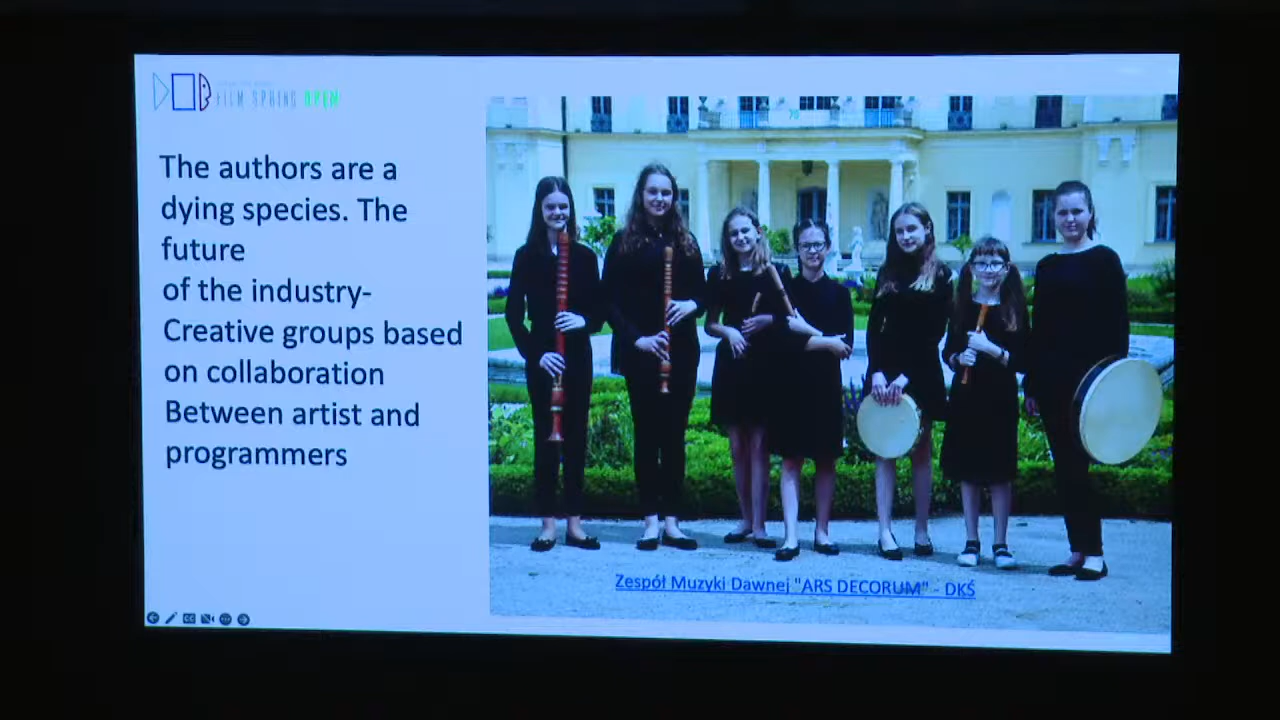 FILM SPRING OPEN
The authors are a
dying species. The
future
of the industry-
Creative groups based
on collaboration
Between artist and
programmers
Zespół Muzyki Dawnej "ARS DECORUM" - DKŚ